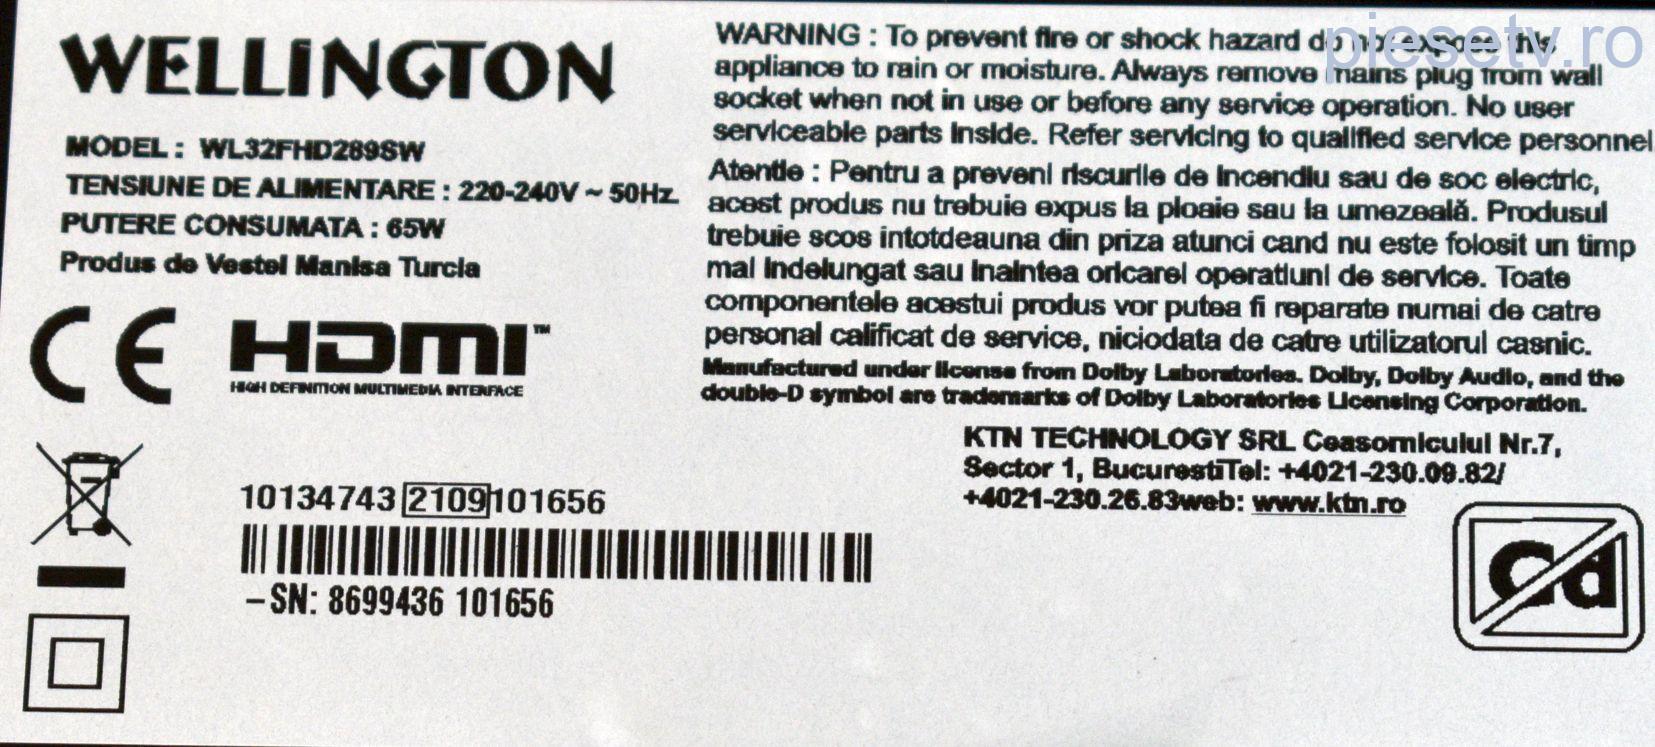 WELLINGTON
MODEL : WL32FHD289SW
TENSIUNE DE ALIMENTARE : 220-240V ~ 50Hz
PUTERE CONSUMATA : 65W
Produs de Vestel Manisa Turcia
CE
HDMI™
HIGH DEFINITION MULTIMEDIA INTERFACE
10134743 2109 101656
–SN: 8699436 101656
piesetv.ro
WARNING : To prevent fire or shock hazard do not expose this
appliance to rain or moisture. Always remove mains plug from wall
socket when not in use or before any service operation. No user
serviceable parts inside. Refer servicing to qualified service personnel
Atentie : Pentru a preveni riscurile de incendiu sau de soc electric,
acest produs nu trebuie expus la ploaie sau la umezeală. Produsul
trebuie scos intotdeauna din priza atunci cand nu este folosit un timp
mai indelungat sau inaintea oricarei operatiuni de service. Toate
componentele acestui produs vor putea fi reparate numai de catre
personal calificat de service, niciodata de catre utilizatorul casnic.
Manufactured under license from Dolby Laboratories. Dolby, Dolby Audio, and the
double-D symbol are trademarks of Dolby Laboratories Licensing Corporation.
KTN TECHNOLOGY SRL Ceasornicului Nr.7,
Sector 1, BucurestiTel: +4021-230.09.82/
+4021-230.26.83web: www.ktn.ro
Cd